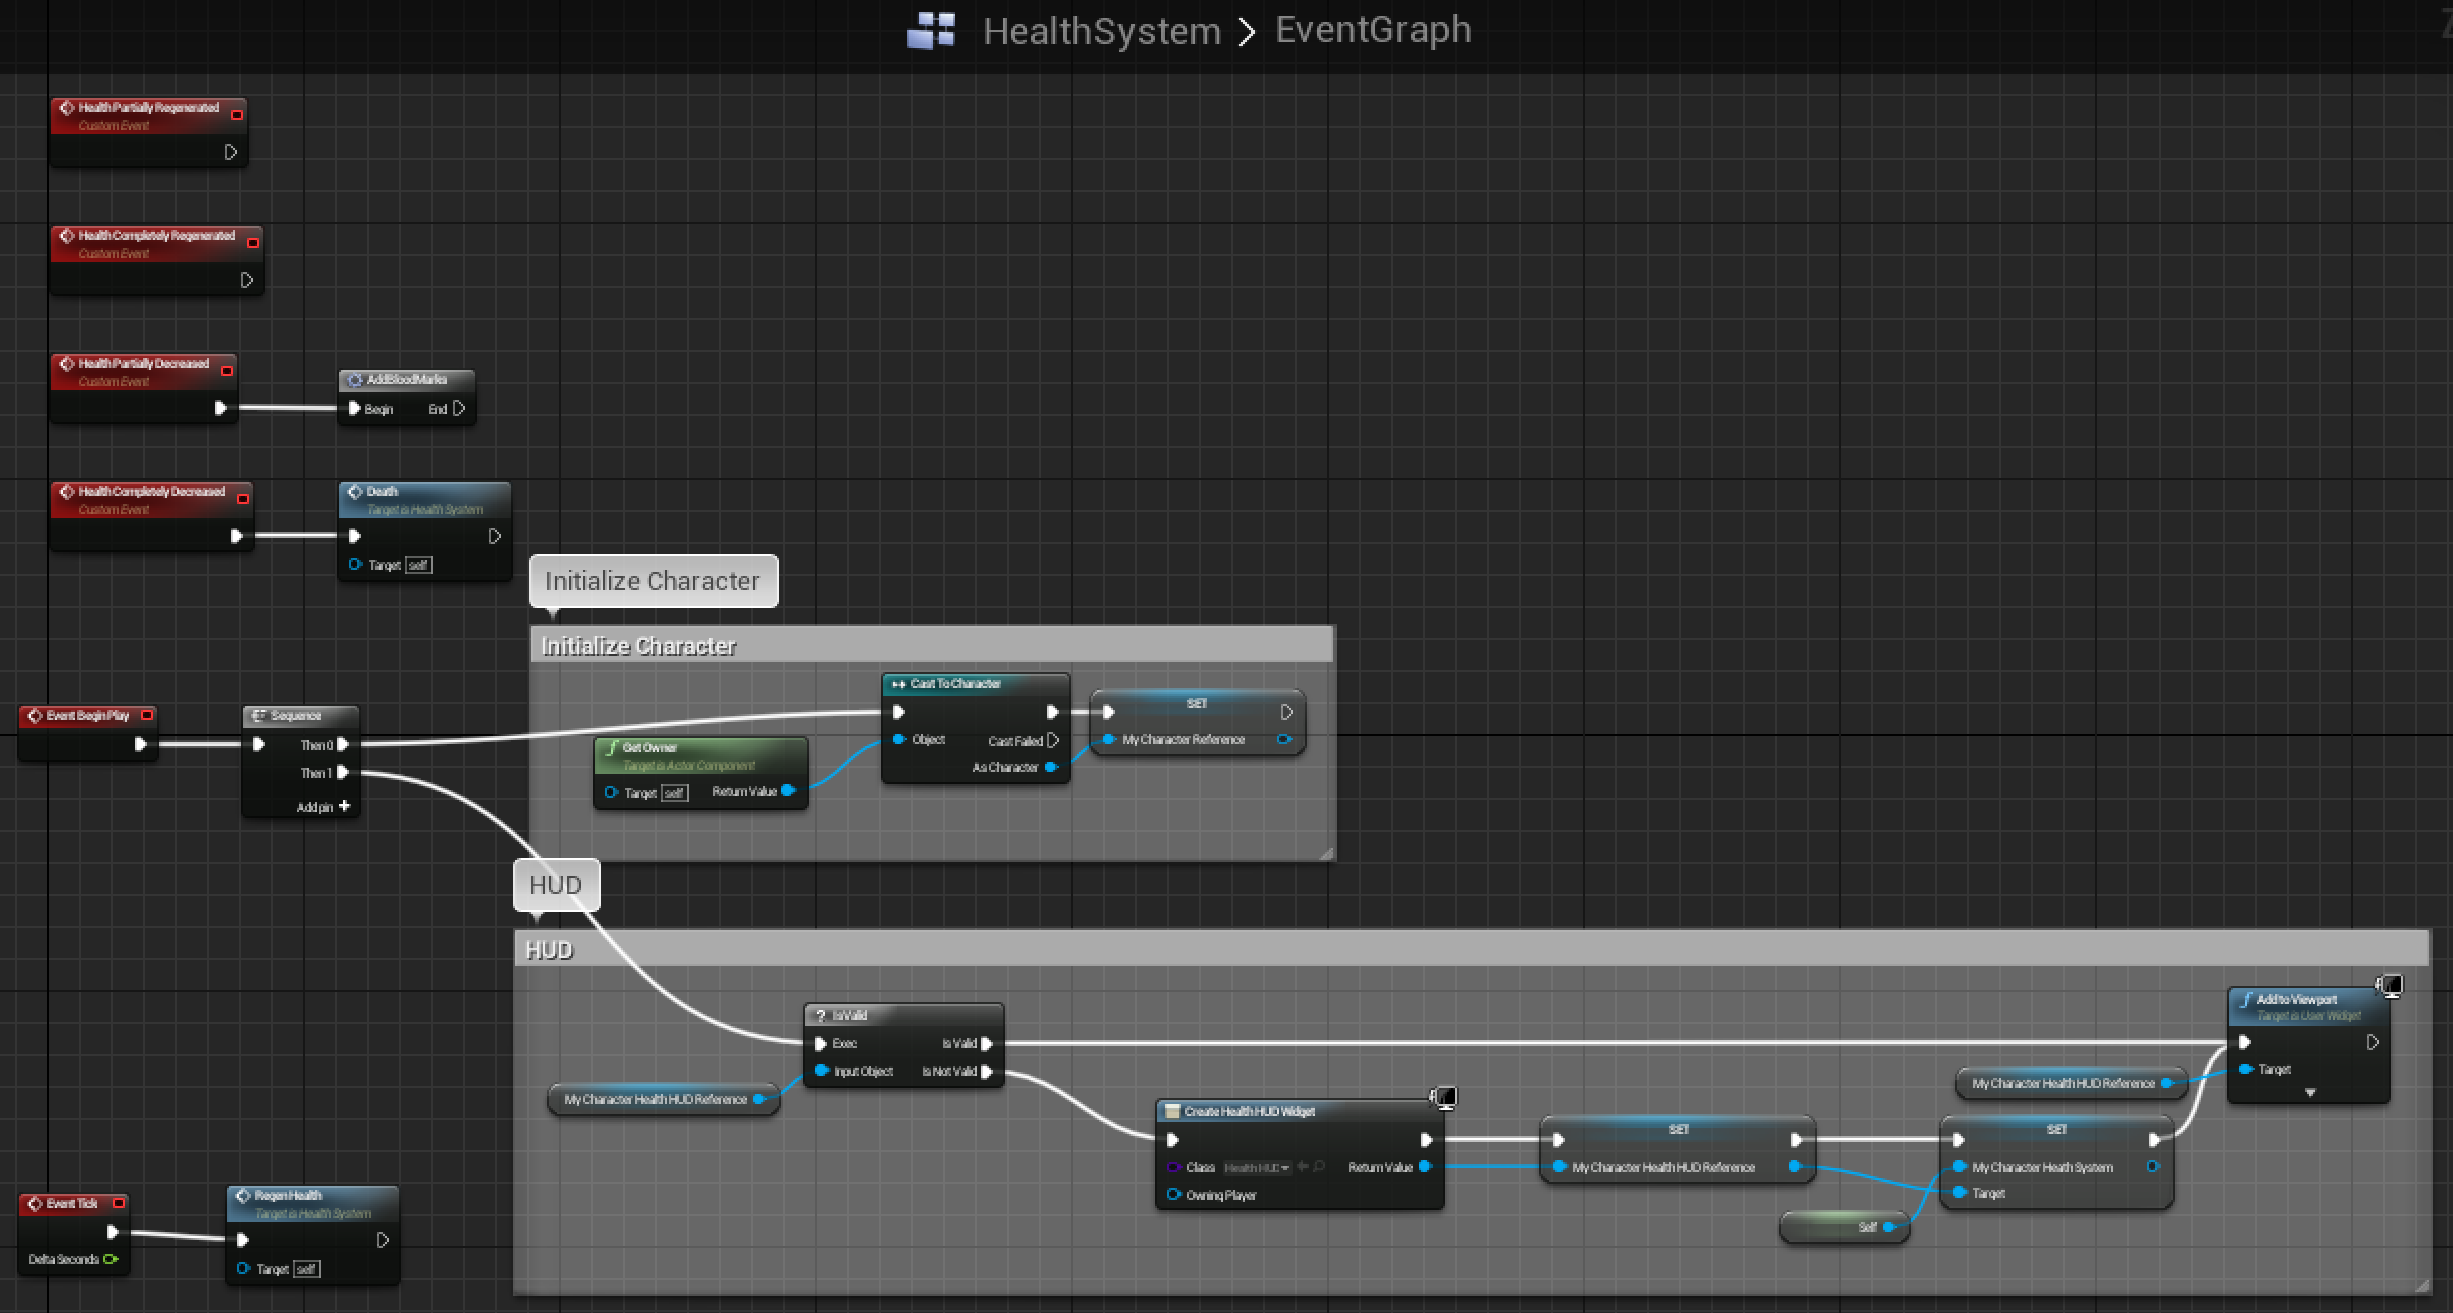 HealthSystem > EventGraph
Health Partially Regenerated
Custom Event
Health Completely Regenerated
Custom Event
Health Partially Decreased
Custom Event
AddBloodMarks
Begin End
Health Completely Decreased
Custom Event
Death
Target is Health System
Target self
Initialize Character
Initialize Character
Event Begin Play
Sequence
Then 0
Then 1
Add pin +
Get Owner
Target is Actor Component
Target self Return Value
Cast To Character
Object Cast Failed
As Character
SET
My Character Reference
HUD
HUD
Is Valid
Exec Is Valid
Input Object Is Not Valid
My Character Health HUD Reference
Create Health HUD Widget
Class Health HUD Return Value
Owning Player
SET
My Character Health HUD Reference
SET
My Character Heath System
Target
Self
My Character Health HUD Reference
Add to Viewport
Target is User Widget
Target
Event Tick
Delta Seconds
Regen Health
Target is Health System
Target self